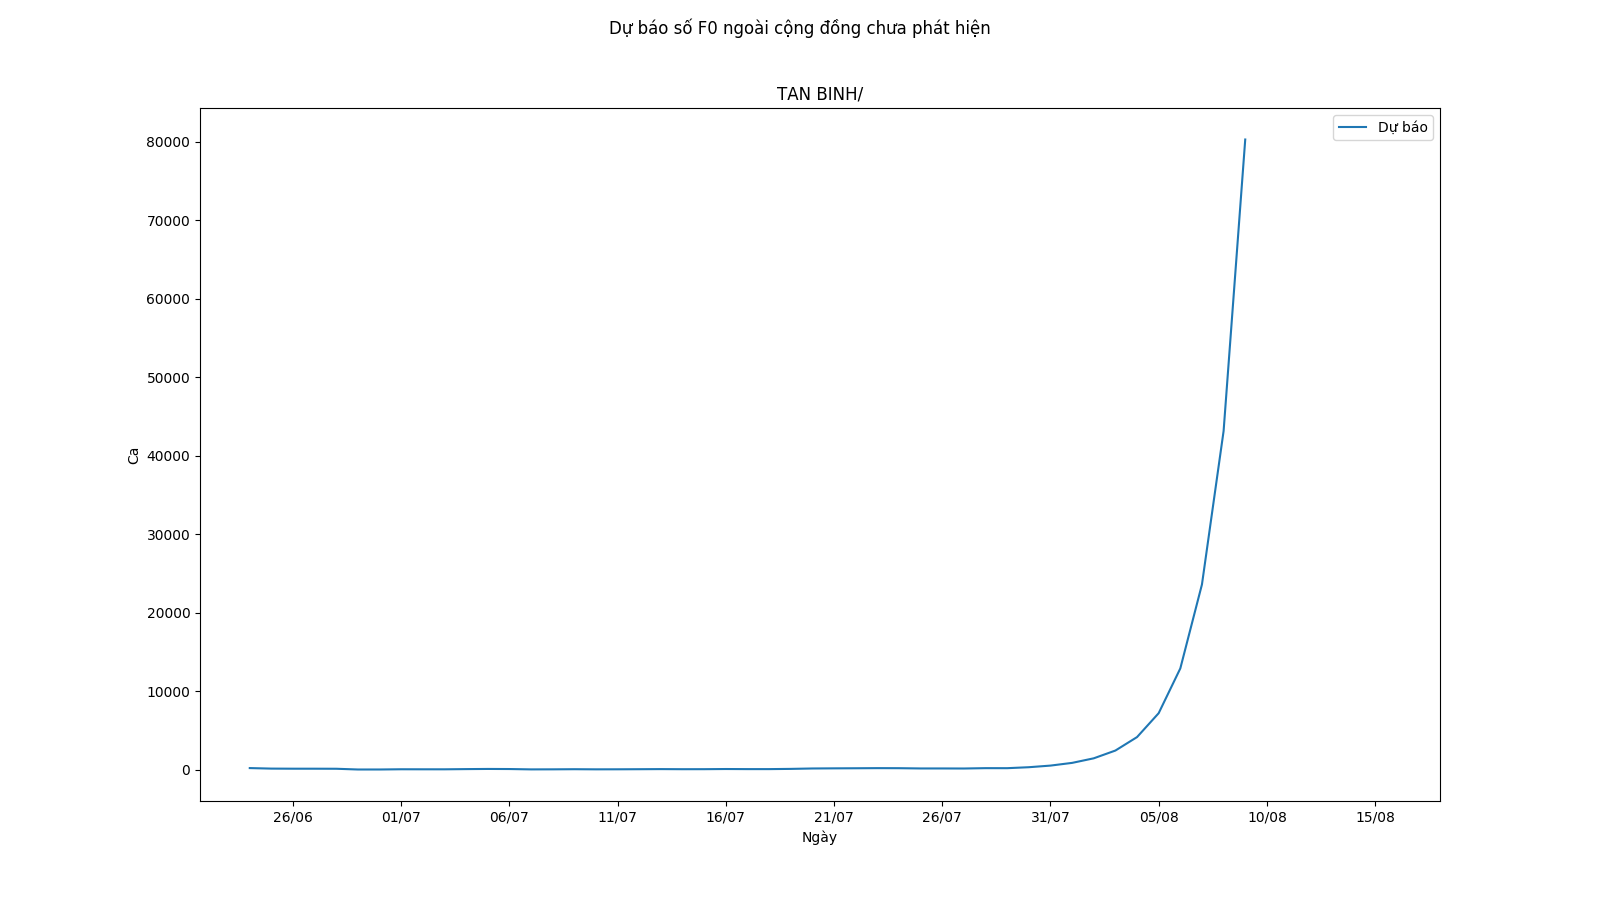 Dự báo số F0 ngoài cộng đồng chưa phát hiện
TAN BINH/
Dự báo
80000
70000
60000
50000
40000
30000
20000
10000
0
Ca
26/06 01/07 06/07 11/07 16/07 21/07 26/07 31/07 05/08 10/08 15/08
Ngày